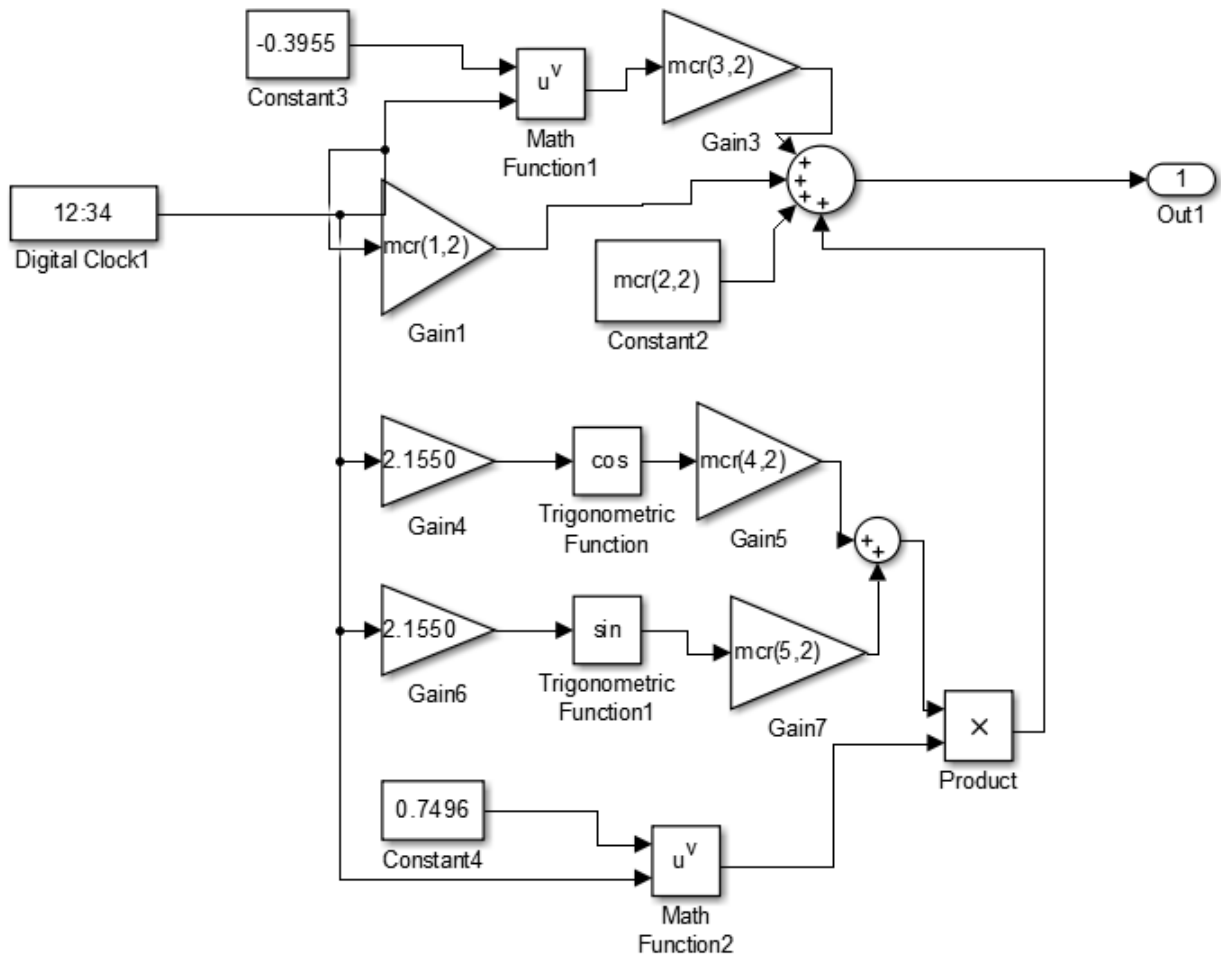 -0.3955
Constant3
u^v
Math
Function1
mcr(3,2)
Gain3
12:34
Digital Clock1
mcr(1,2)
Gain1
mcr(2,2)
Constant2
+
+
+
+
1
Out1
2.1550
Gain4
cos
Trigonometric
Function
mcr(4,2)
Gain5
+
+
2.1550
Gain6
sin
Trigonometric
Function1
mcr(5,2)
Gain7
×
Product
0.7496
Constant4
u^v
Math
Function2